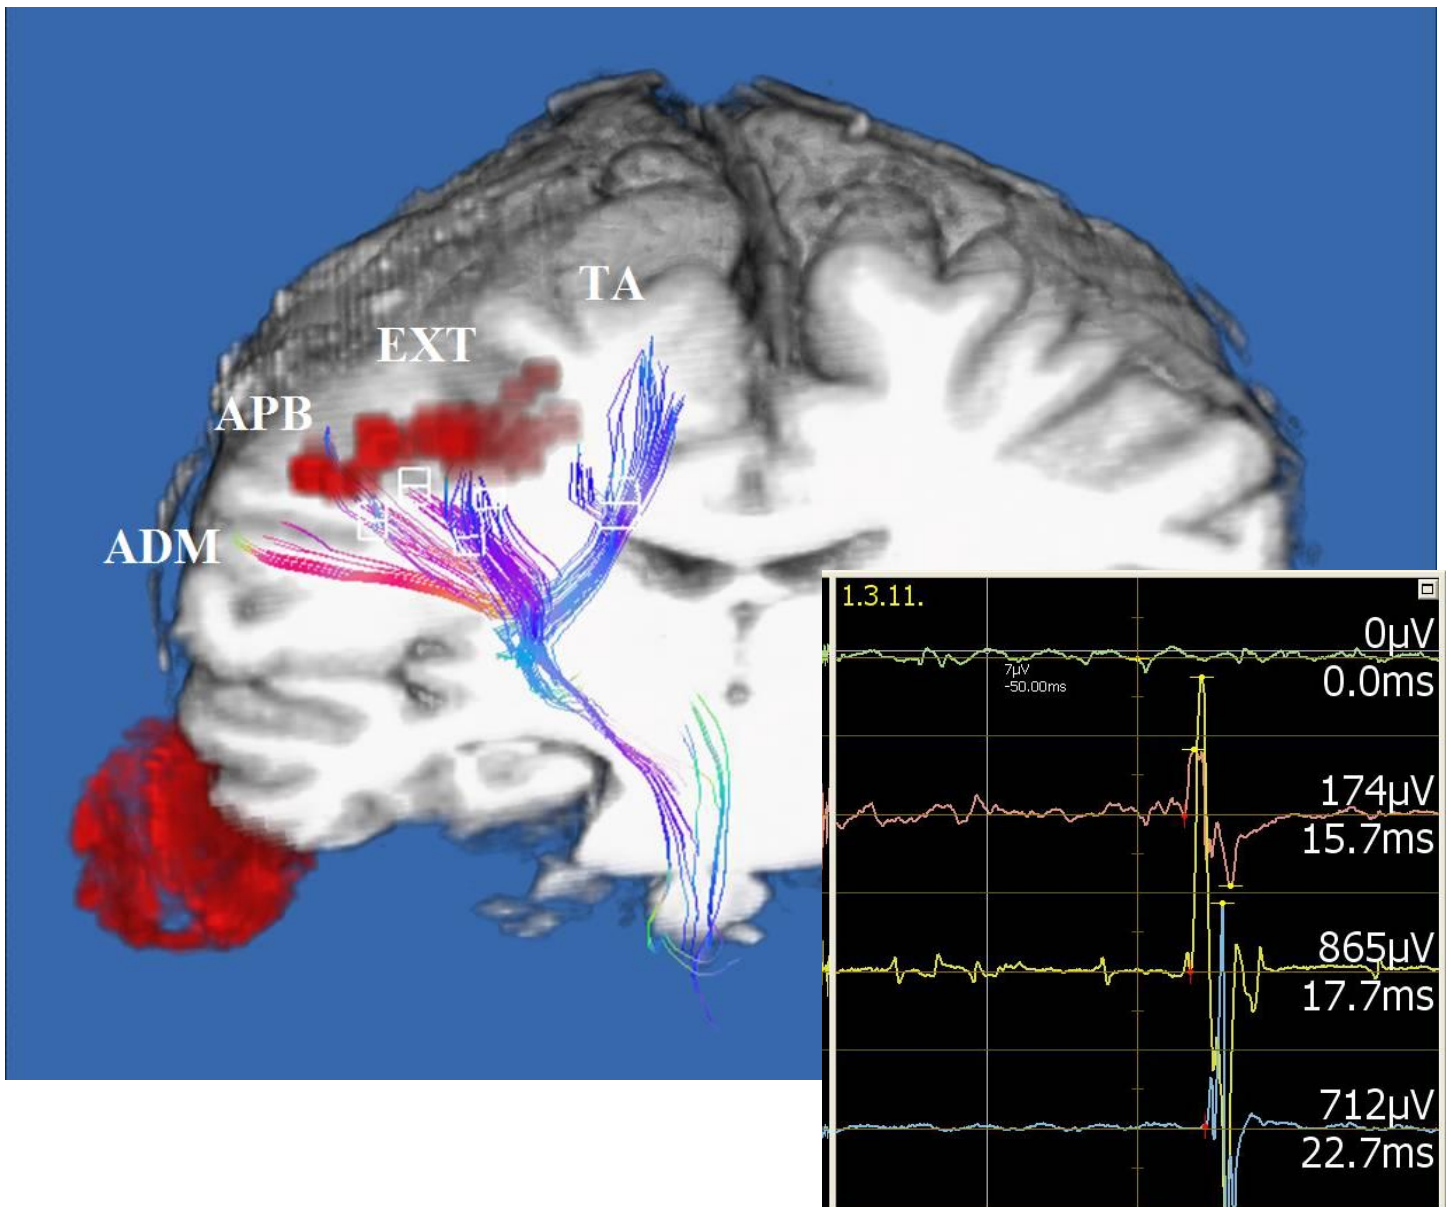 TA
EXT
APB
ADM
1.3.11.
0µV
0.0ms
7µV
-50.00ms
174µV
15.7ms
865µV
17.7ms
712µV
22.7ms